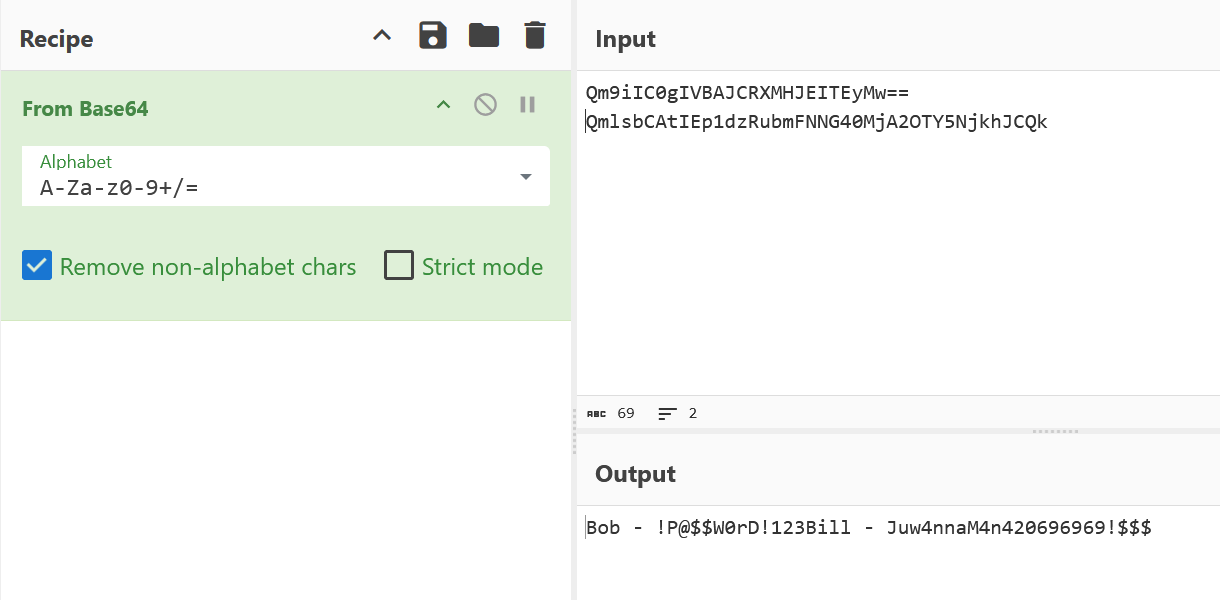 Recipe
From Base64
Alphabet
A-Za-z0-9+/=
Remove non-alphabet chars
Strict mode
Input
Qm9iIC0gIVBAJCRXMHJEITEyMw==
QmlsbCAtIEp1dzRubmFNNG40MjA2OTY5NjkhJCQk
ABC 69 2
Output
Bob - !P@$$W0rD!123Bill - Juw4nnaM4n420696969!$$$